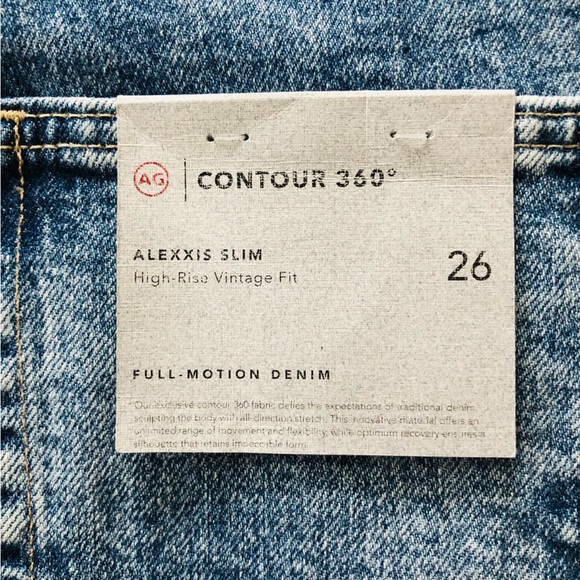 AG CONTOUR 360°
ALEXXIS SLIM 26
High-Rise Vintage Fit
FULL-MOTION DENIM
Our exclusive contour 360 fabric defies the expectations of traditional denim,
sculpting the body with all-direction stretch. This innovative material offers an
unlimited range of movement and flexibility, while optimum recovery ensures a
silhouette that retains impeccable form.